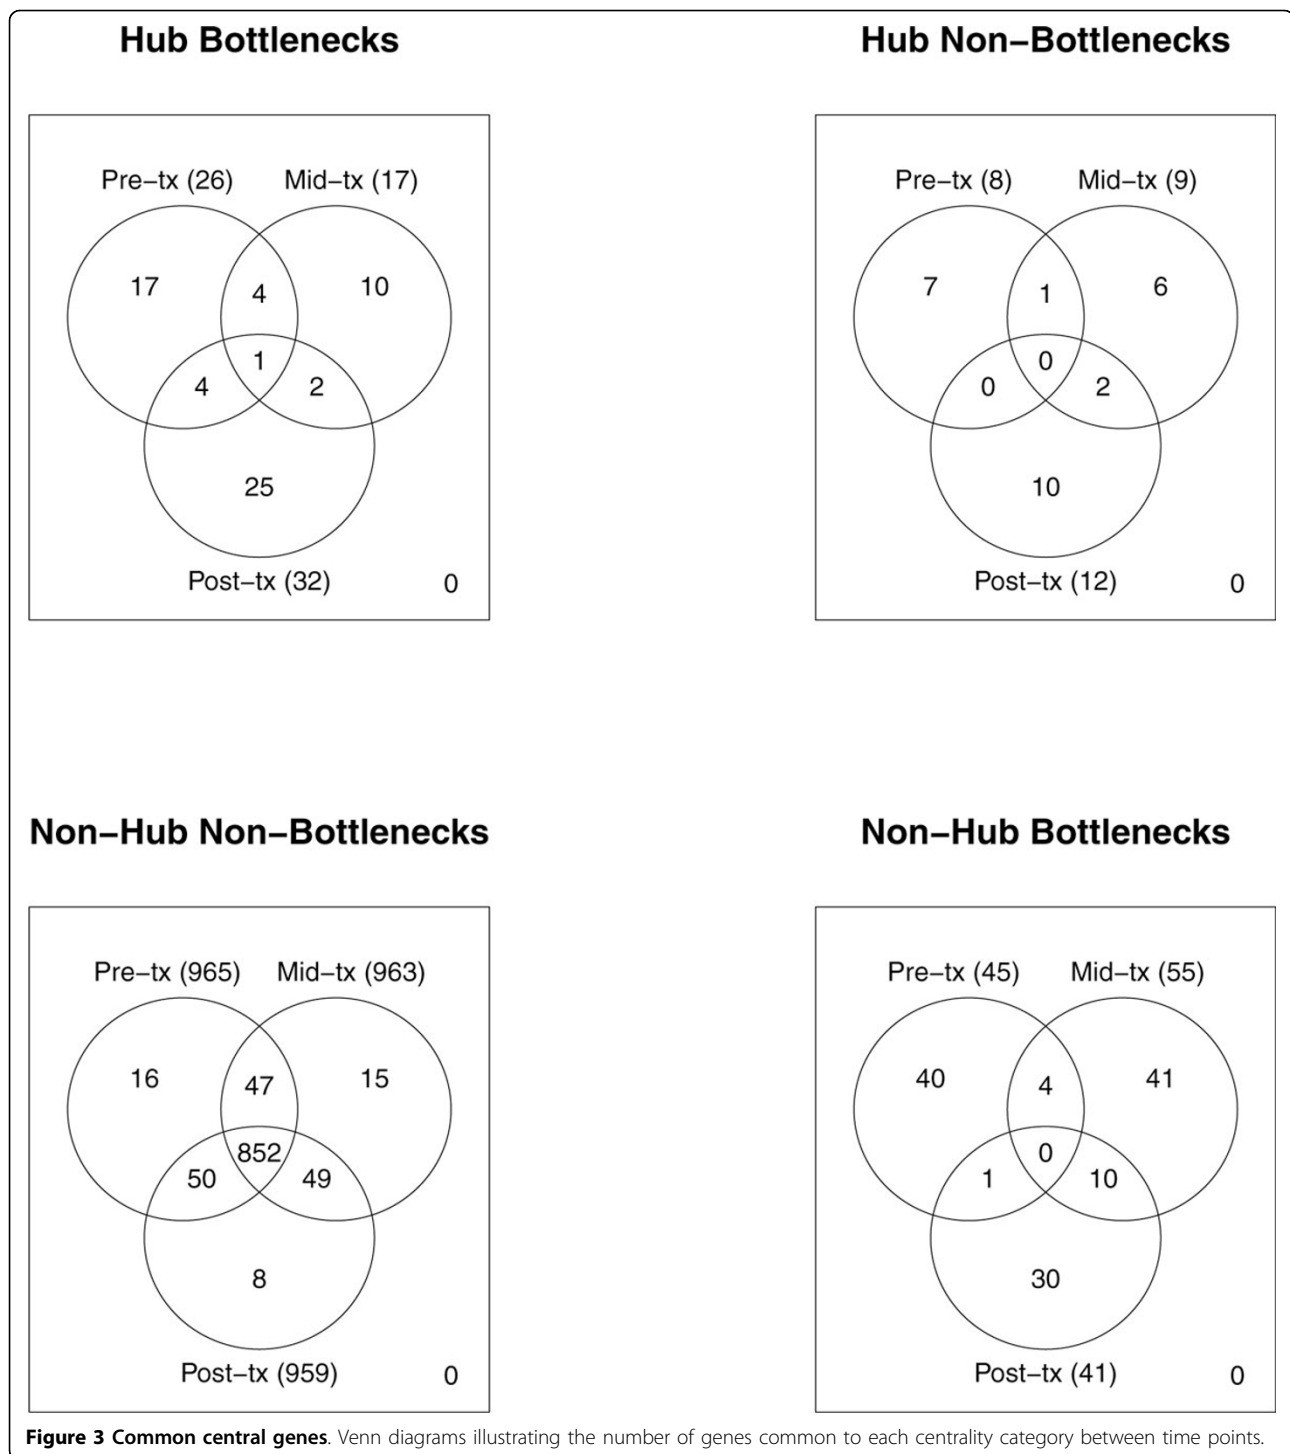 Hub Bottlenecks
Hub Non−Bottlenecks
Pre−tx (26) Mid−tx (17)
17 4 10
1
4 2
25
Post−tx (32) 0
Pre−tx (8) Mid−tx (9)
7 1 6
0
0 2
10
Post−tx (12) 0
Non−Hub Non−Bottlenecks
Non−Hub Bottlenecks
Pre−tx (965) Mid−tx (963)
16 47 15
852
50 49
8
Post−tx (959) 0
Pre−tx (45) Mid−tx (55)
40 4 41
0
1 10
30
Post−tx (41) 0
Figure 3 Common central genes. Venn diagrams illustrating the number of genes common to each centrality category between time points.